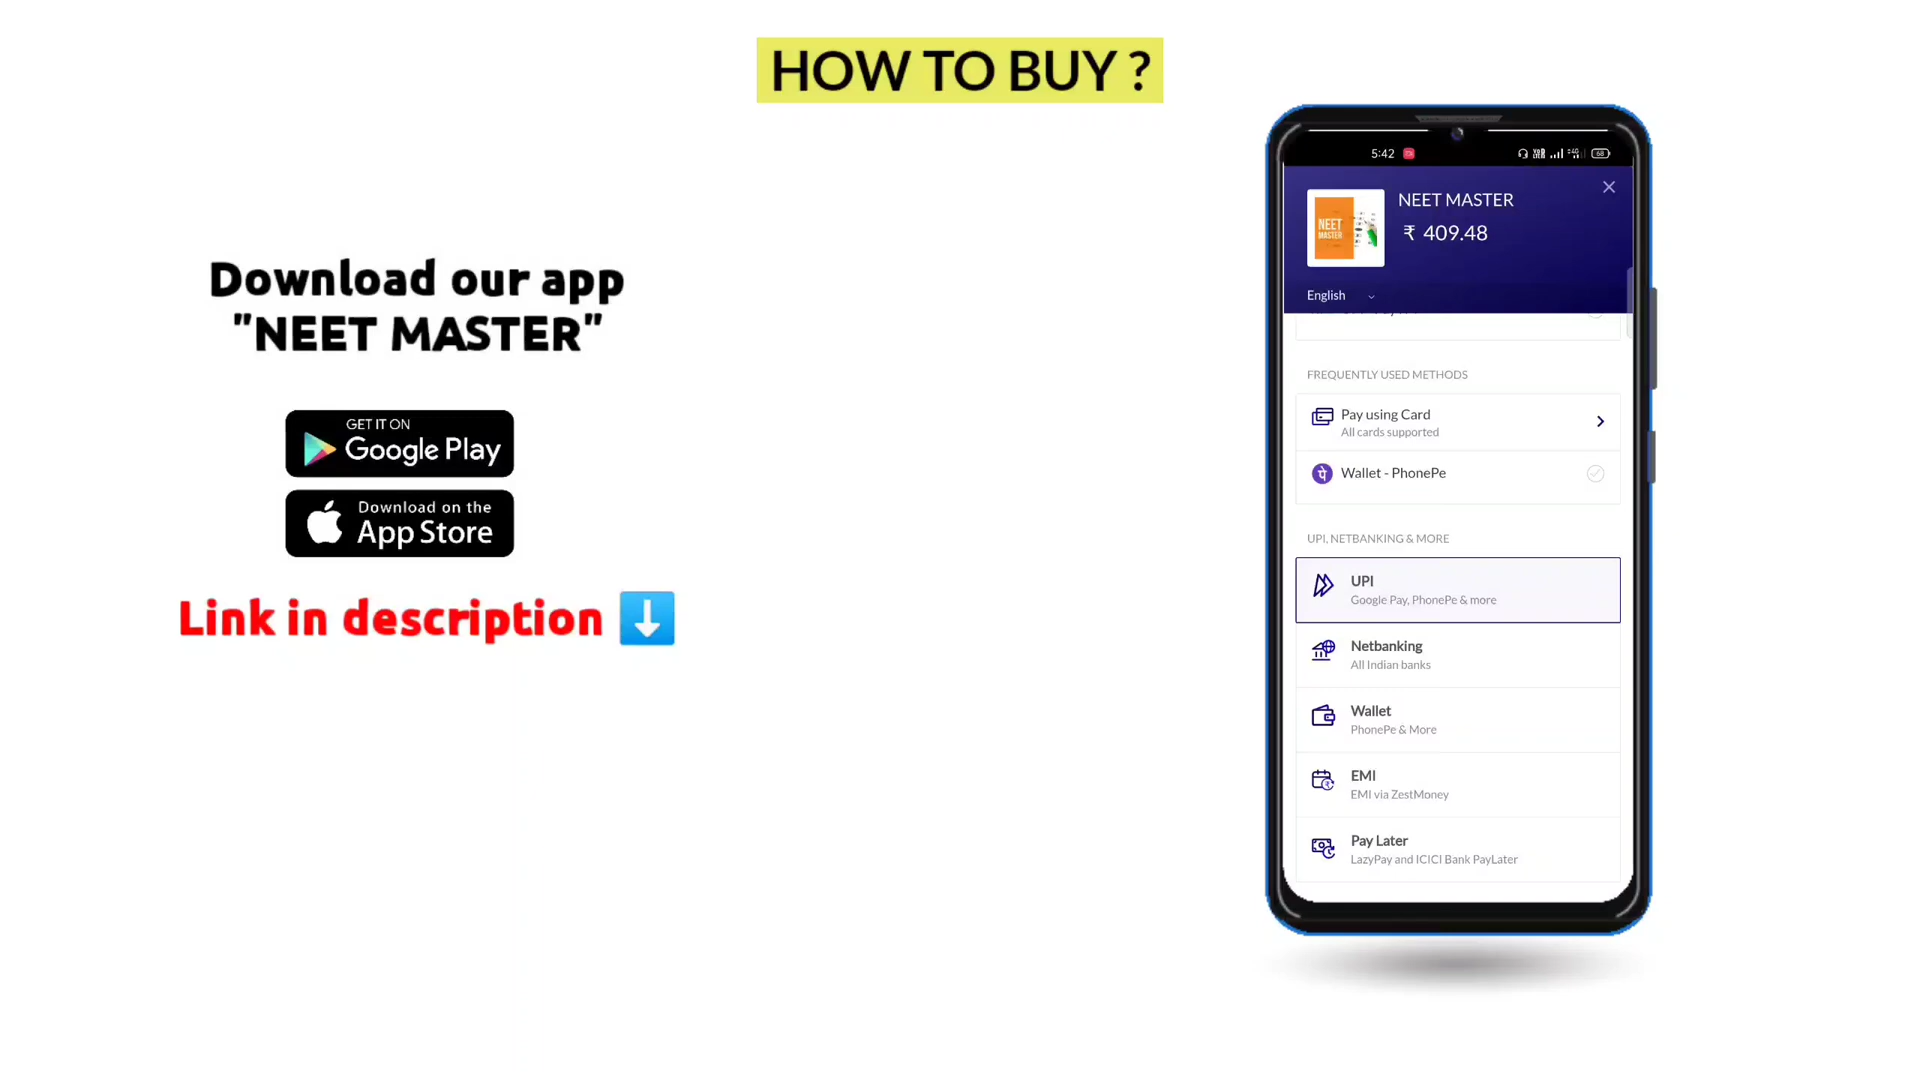 HOW TO BUY ?
Download our app
"NEET MASTER"
GET IT ON
Google Play
Download on the
App Store
Link in description
5:42
68
NEET
MASTER
NEET MASTER
₹ 409.48
English
FREQUENTLY USED METHODS
Pay using Card
All cards supported
Wallet - PhonePe
UPI, NETBANKING & MORE
UPI
Google Pay, PhonePe & more
Netbanking
All Indian banks
Wallet
PhonePe & More
EMI
EMI via ZestMoney
Pay Later
LazyPay and ICICI Bank PayLater